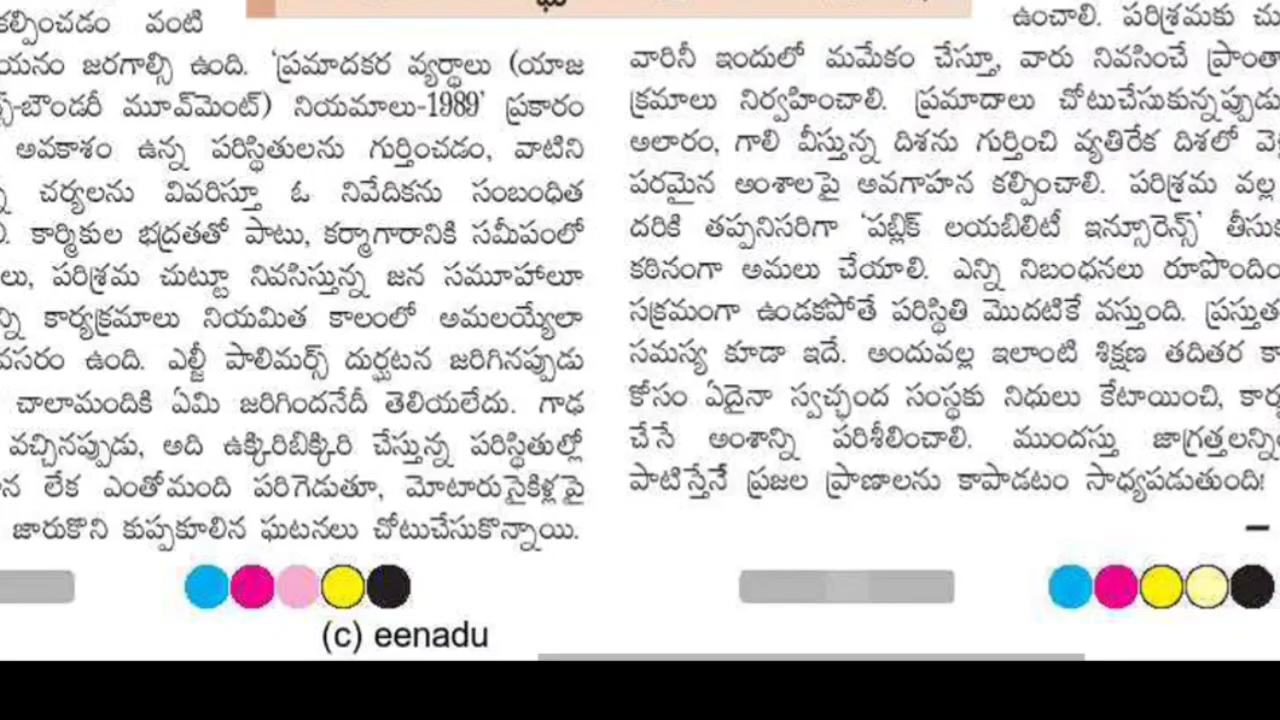 కల్పించడం వంటి
యనం జరగాల్సి ఉంది. ‘ప్రమాదకర వ్యర్థాలు (యాజ
్స్-బౌండరీ మూవ్‌మెంట్) నియమాలు-1989’ ప్రకారం
అవకాశం ఉన్న పరిస్థితులను గుర్తించడం, వాటిని
చర్యలను వివరిస్తూ ఓ నివేదికను సంబంధిత
కార్మికుల భద్రతతో పాటు, కర్మాగారానికి సమీపంలో
లు, పరిశ్రమ చుట్టూ నివసిస్తున్న జన సమూహాలూ
న్ని కార్యక్రమాలు నియమిత కాలంలో అమలయ్యేలా
వసరం ఉంది. ఎల్జీ పాలిమర్స్ దుర్ఘటన జరిగినప్పుడు
చాలామందికి ఏమి జరిగిందనేదీ తెలియలేదు. గాఢ
వచ్చినప్పుడు, అది ఉక్కిరిబిక్కిరి చేస్తున్న పరిస్థితుల్లో
న లేక ఎంతోమంది పరిగెడుతూ, మోటారుసైకిళ్లపై
జారుకొని కుప్పకూలిన ఘటనలు చోటుచేసుకొన్నాయి.
ఉంచాలి. పరిశ్రమకు చు
వారినీ ఇందులో మమేకం చేస్తూ, వారు నివసించే ప్రాంతా
క్రమాలు నిర్వహించాలి. ప్రమాదాలు చోటుచేసుకున్నప్పుడు
అలారం, గాలి వీస్తున్న దిశను గుర్తించి వ్యతిరేక దిశలో వెళ
పరమైన అంశాలపై అవగాహన కల్పించాలి. పరిశ్రమ వల్ల
దరికి తప్పనిసరిగా ‘పబ్లిక్ లయబిలిటీ ఇన్సూరెన్స్’ తీసుక
కఠినంగా అమలు చేయాలి. ఎన్ని నిబంధనలు రూపొందిం
సక్రమంగా ఉండకపోతే పరిస్థితి మొదటికే వస్తుంది. ప్రస్తుత
సమస్య కూడా ఇదే. అందువల్ల ఇలాంటి శిక్షణ తదితర కా
కోసం ఏదైనా స్వచ్ఛంద సంస్థకు నిధులు కేటాయించి, కార్య
చేసే అంశాన్ని పరిశీలించాలి. ముందస్తు జాగ్రత్తలన్ని
పాటిస్తేనే ప్రజల ప్రాణాలను కాపాడటం సాధ్యపడుతుంది!
(c) eenadu